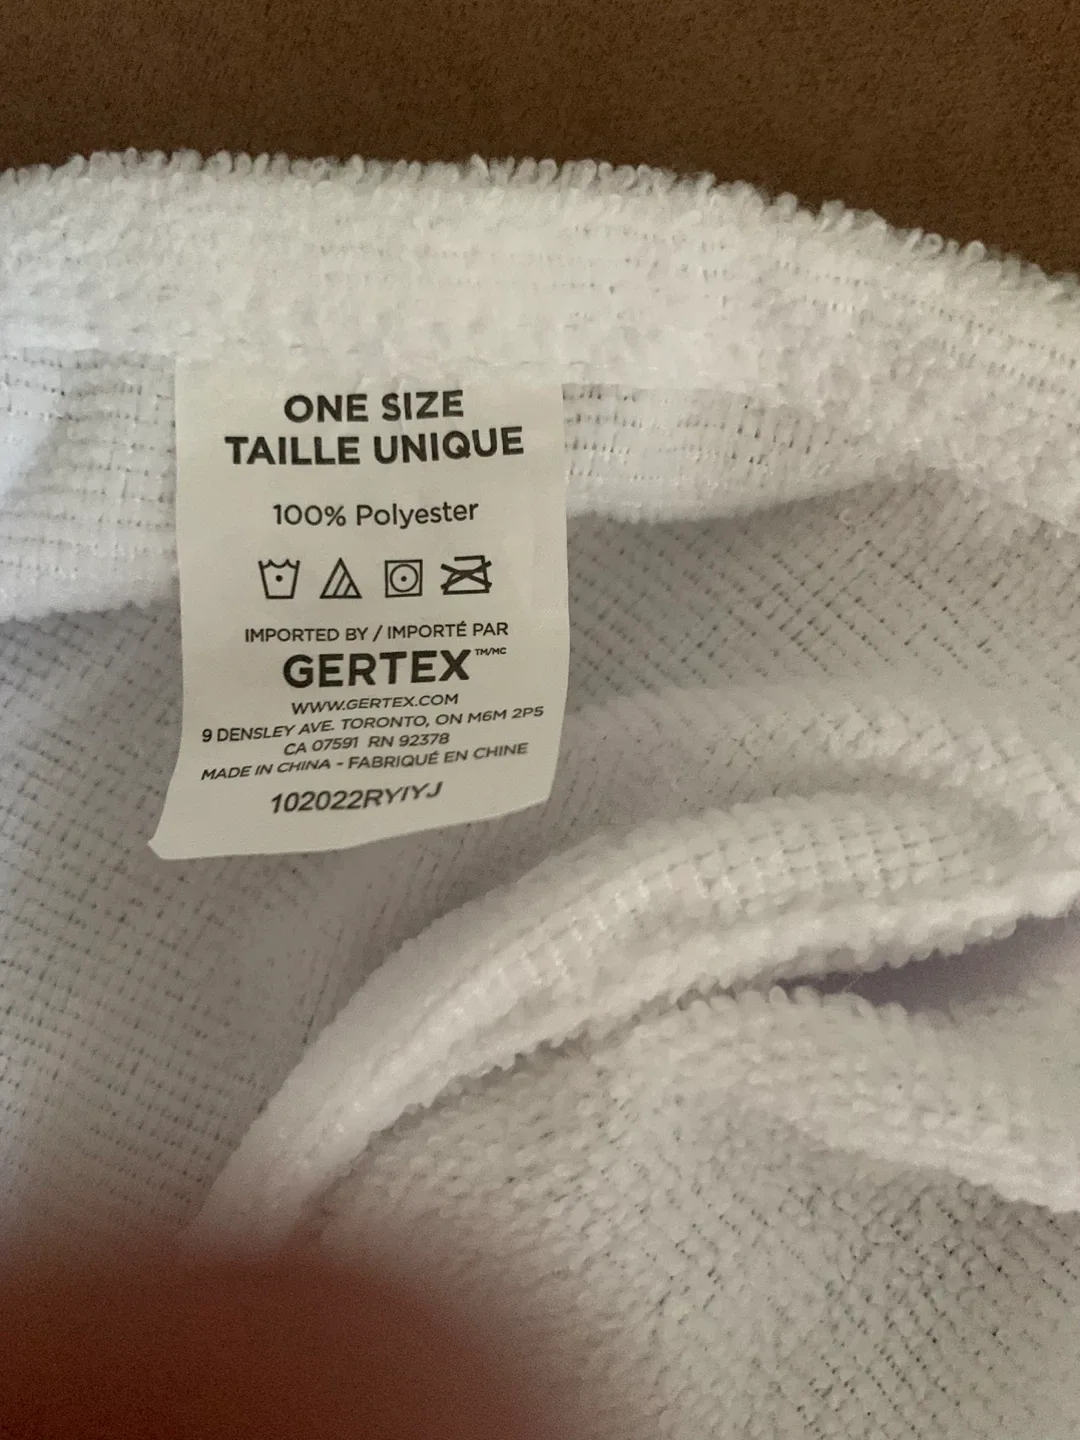 ONE SIZE
TAILLE UNIQUE
100% Polyester
IMPORTED BY / IMPORTÉ PAR
GERTEX™/MC
WWW.GERTEX.COM
9 DENSLEY AVE. TORONTO, ON M6M 2P5
CA 07591 RN 92378
MADE IN CHINA - FABRIQUÉ EN CHINE
102022RYIYJ